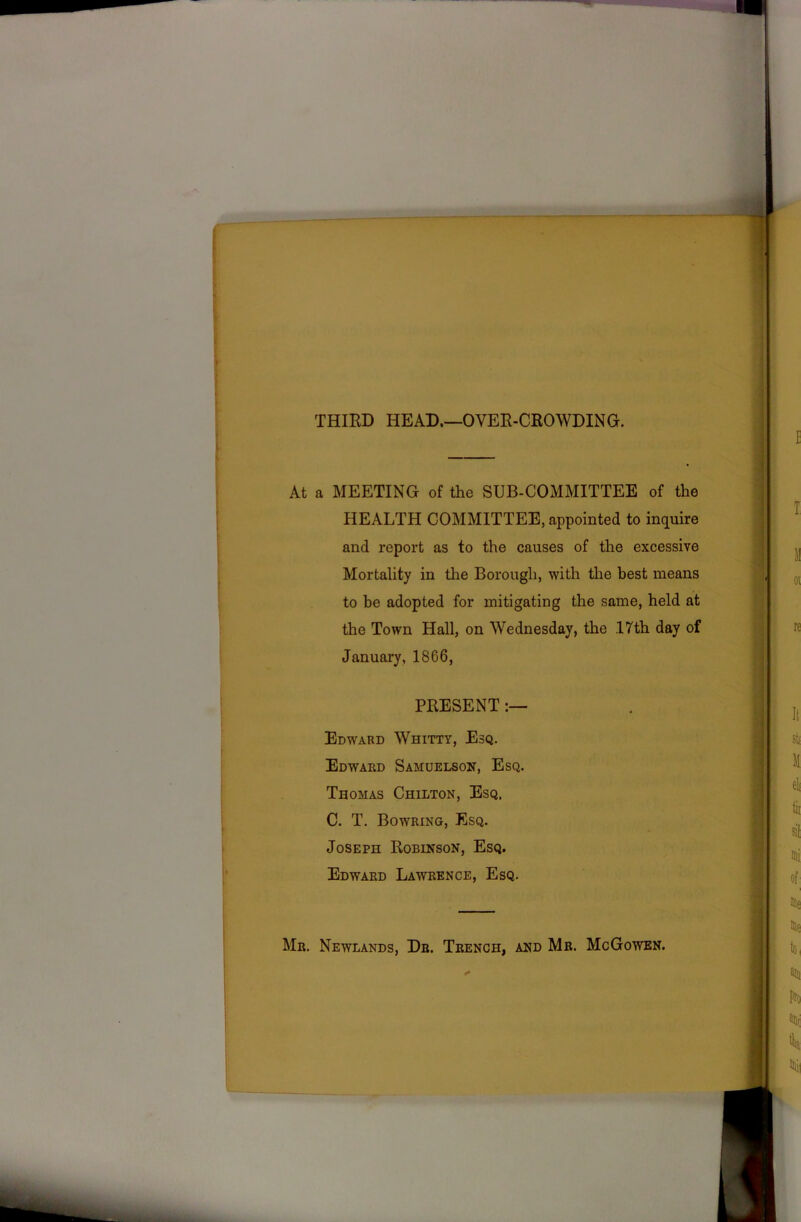 THIRD HEAD.—OVER-CROWDING.
At a MEETING of the SUB-COMMITTEE of the
HEALTH COMMITTEE, appointed to inquire
and report as to the causes of the excessive
Mortality in the Borough, with the best means
to be adopted for mitigating the same, held at
the Town Hall, on Wednesday, the 17th day of
January, 1866,
PRESENT:—
Edward Whitty, Esq.
Edward Samuelson, Esq.
Thomas Chilton, Esq.
C. T. Bowring, Esq.
Joseph Robinson, Esq.
Edward Lawrence, Esq.
Mr. Newlands, Dr. Trench, and Mr. McGowen.